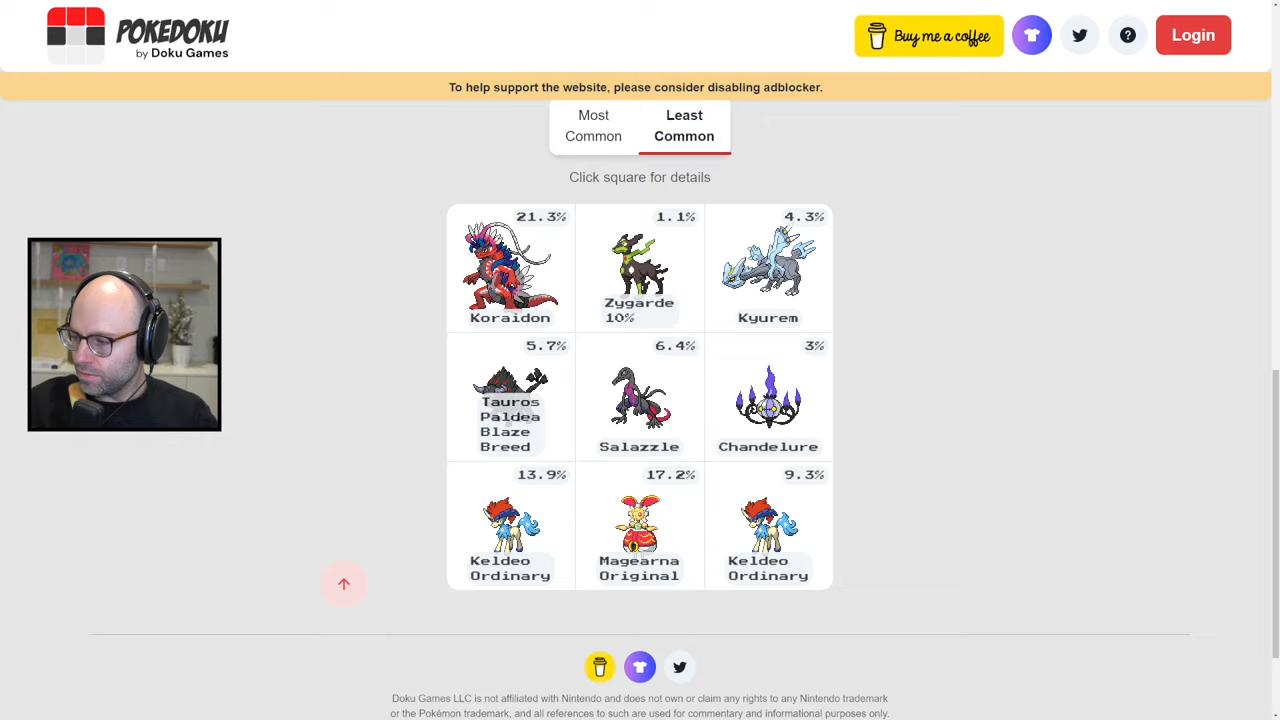 POKEDOKU
by Doku Games
Buy me a coffee
Login
To help support the website, please consider disabling adblocker.
Most
Common
Least
Common
Click square for details
21.3%
Koraidon
1.1%
Zygarde
10%
4.3%
Kyurem
5.7%
Tauros
Paldea
Blaze
Breed
6.4%
Salazzle
3%
Chandelure
13.9%
Keldeo
Ordinary
17.2%
Magearna
Original
9.3%
Keldeo
Ordinary
Doku Games LLC is not affiliated with Nintendo and does not own or claim any rights to any Nintendo trademark
or the Pokémon trademark, and all references to such are used for commentary and informational purposes only.